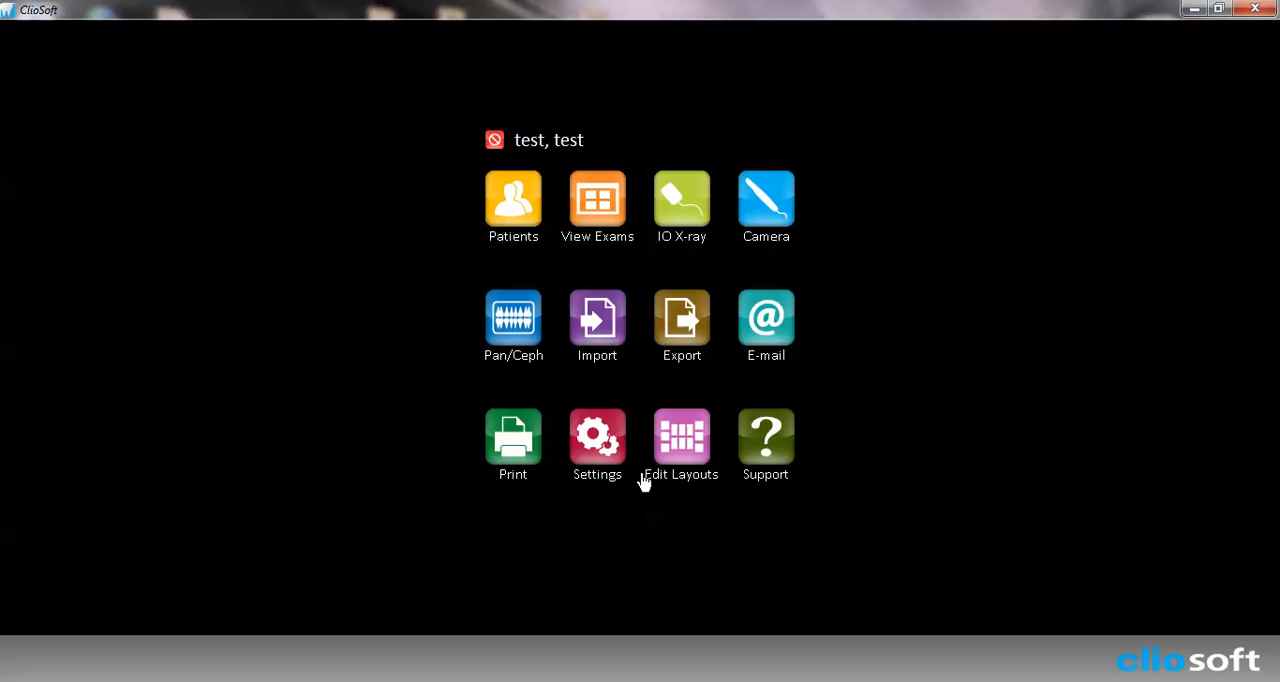 ClioSoft
test, test
Patients View Exams IO X-ray Camera
Pan/Ceph Import Export E-mail
Print Settings Edit Layouts Support
cliosoft